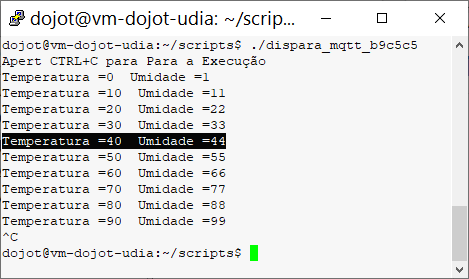 dojot@vm-dojot-udia: ~/scrip...
dojot@vm-dojot-udia:~/scripts$ ./dispara_mqtt_b9c5c5
Apert CTRL+C para Para a Execução
Temperatura =0  Umidade =1
Temperatura =10  Umidade =11
Temperatura =20  Umidade =22
Temperatura =30  Umidade =33
Temperatura =40  Umidade =44
Temperatura =50  Umidade =55
Temperatura =60  Umidade =66
Temperatura =70  Umidade =77
Temperatura =80  Umidade =88
Temperatura =90  Umidade =99
^C
dojot@vm-dojot-udia:~/scripts$